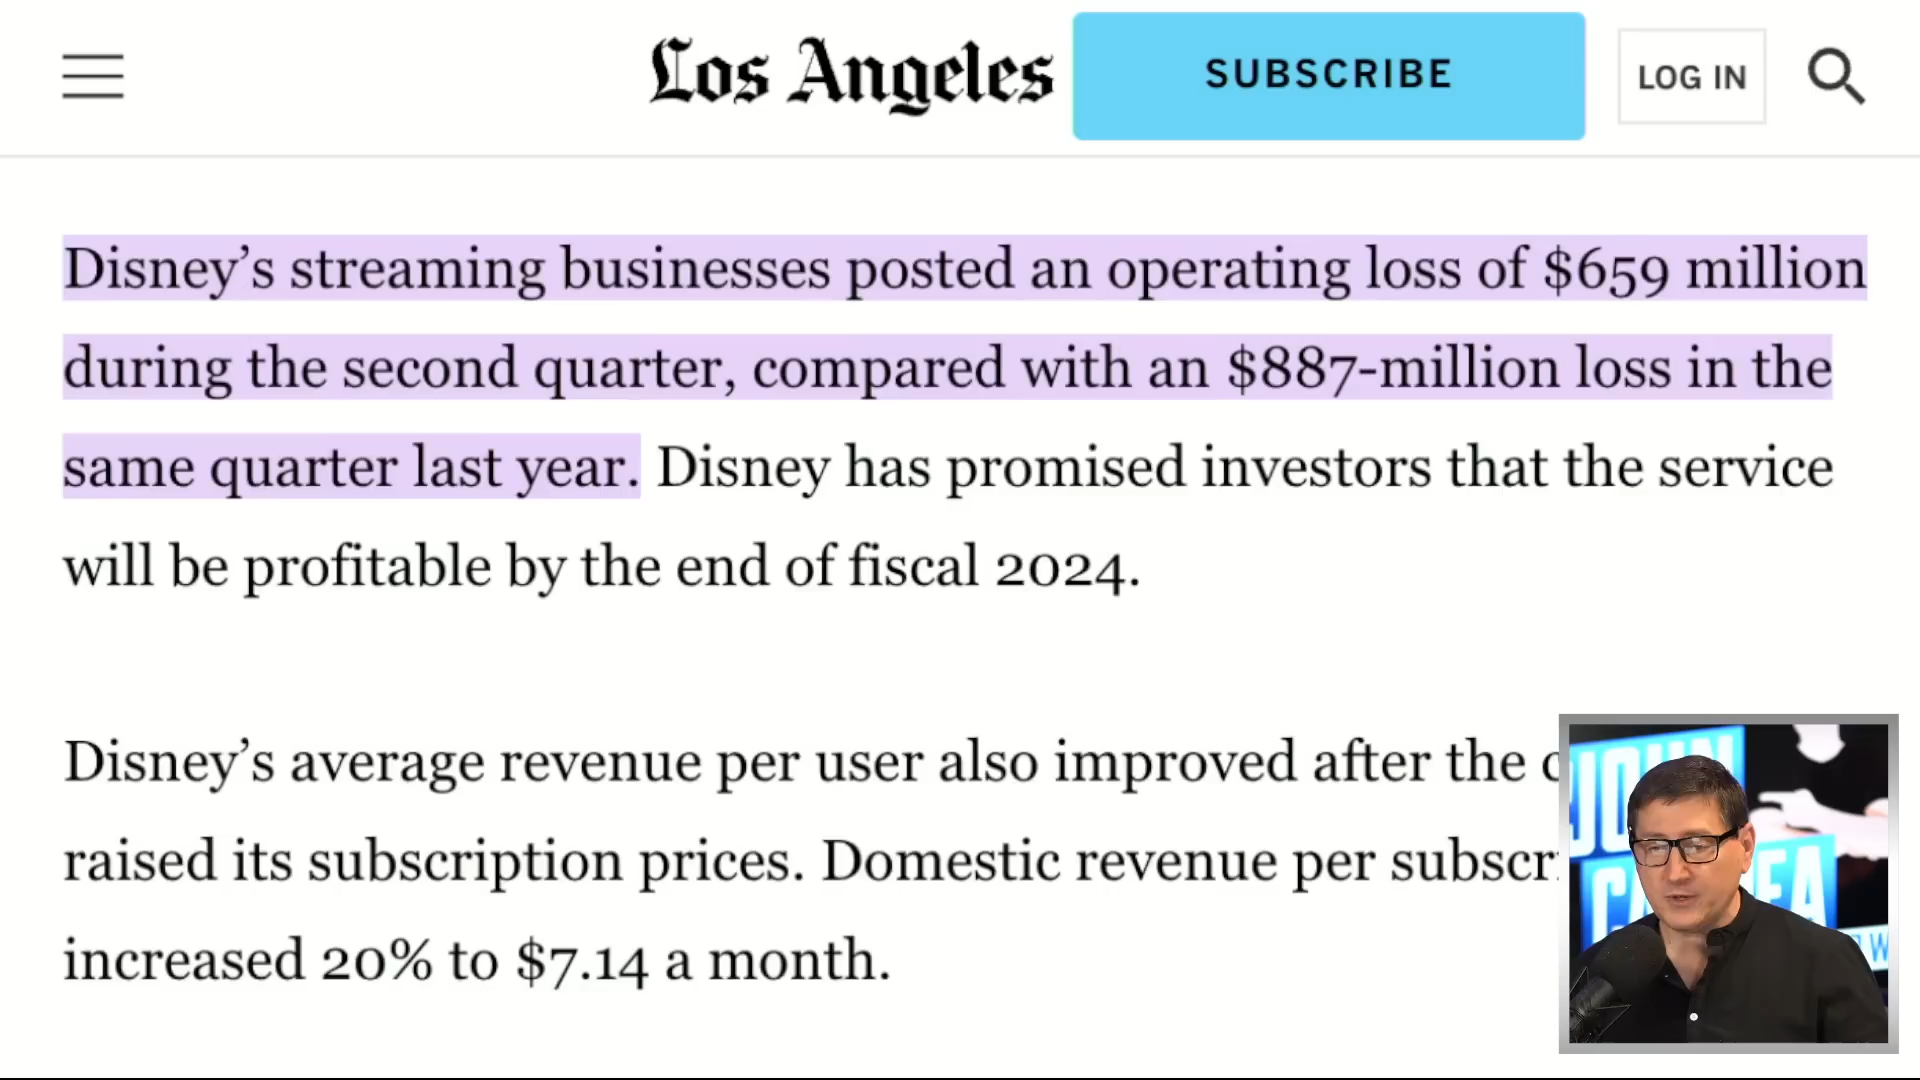 Los Angeles
SUBSCRIBE
LOG IN
Disney’s streaming businesses posted an operating loss of $659 million
during the second quarter, compared with an $887-million loss in the
same quarter last year. Disney has promised investors that the service
will be profitable by the end of fiscal 2024.
Disney’s average revenue per user also improved after the
raised its subscription prices. Domestic revenue per
increased 20% to $7.14 a month.
JOHN